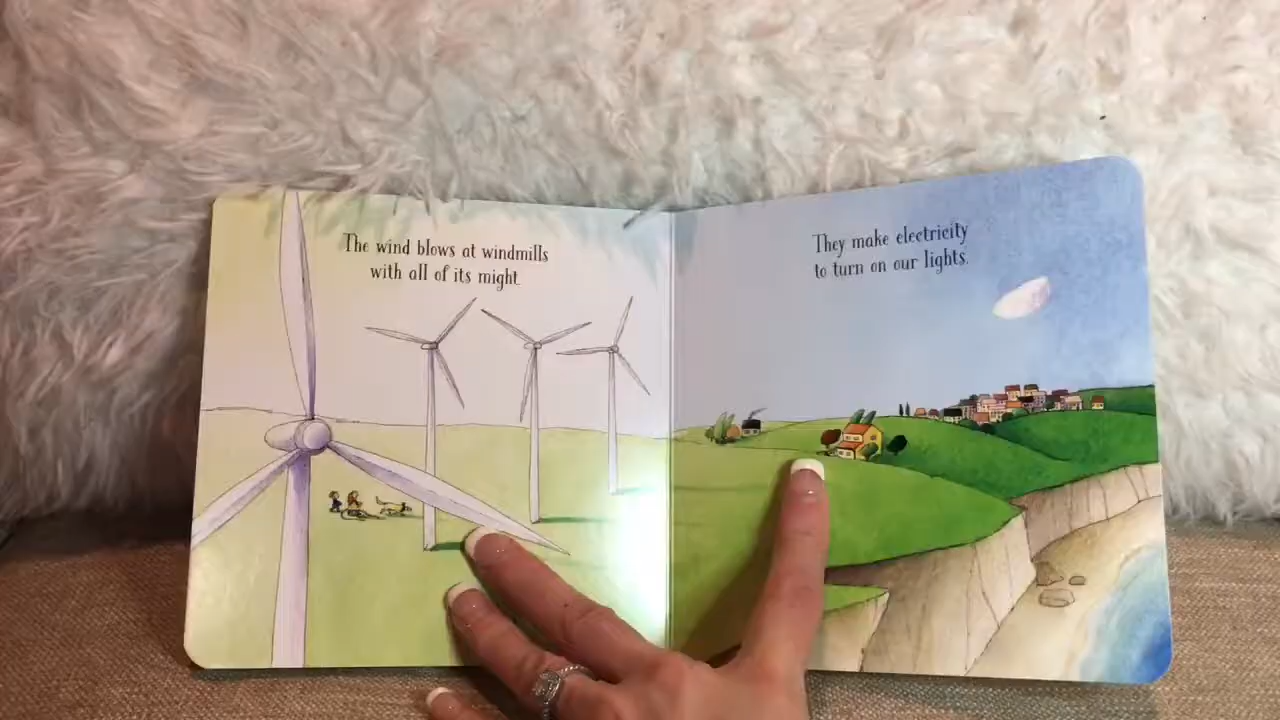 The wind blows at windmills
with all of its might.
They make electricity
to turn on our lights.